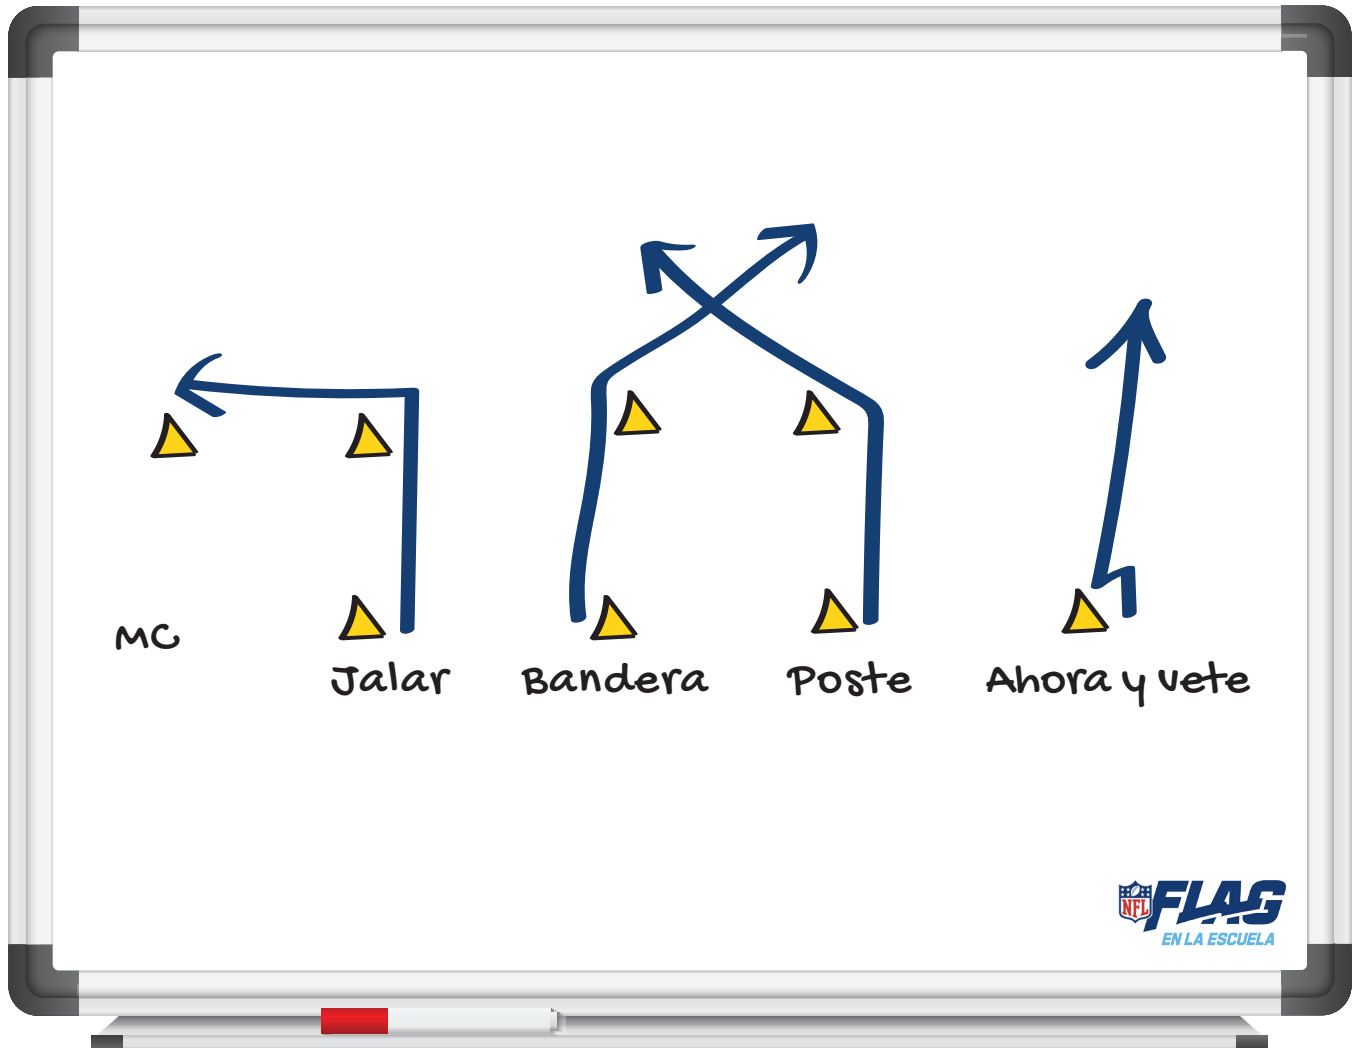 MC
Jalar
Bandera
Poste
Ahora y vete
NFL FLAG
EN LA ESCUELA